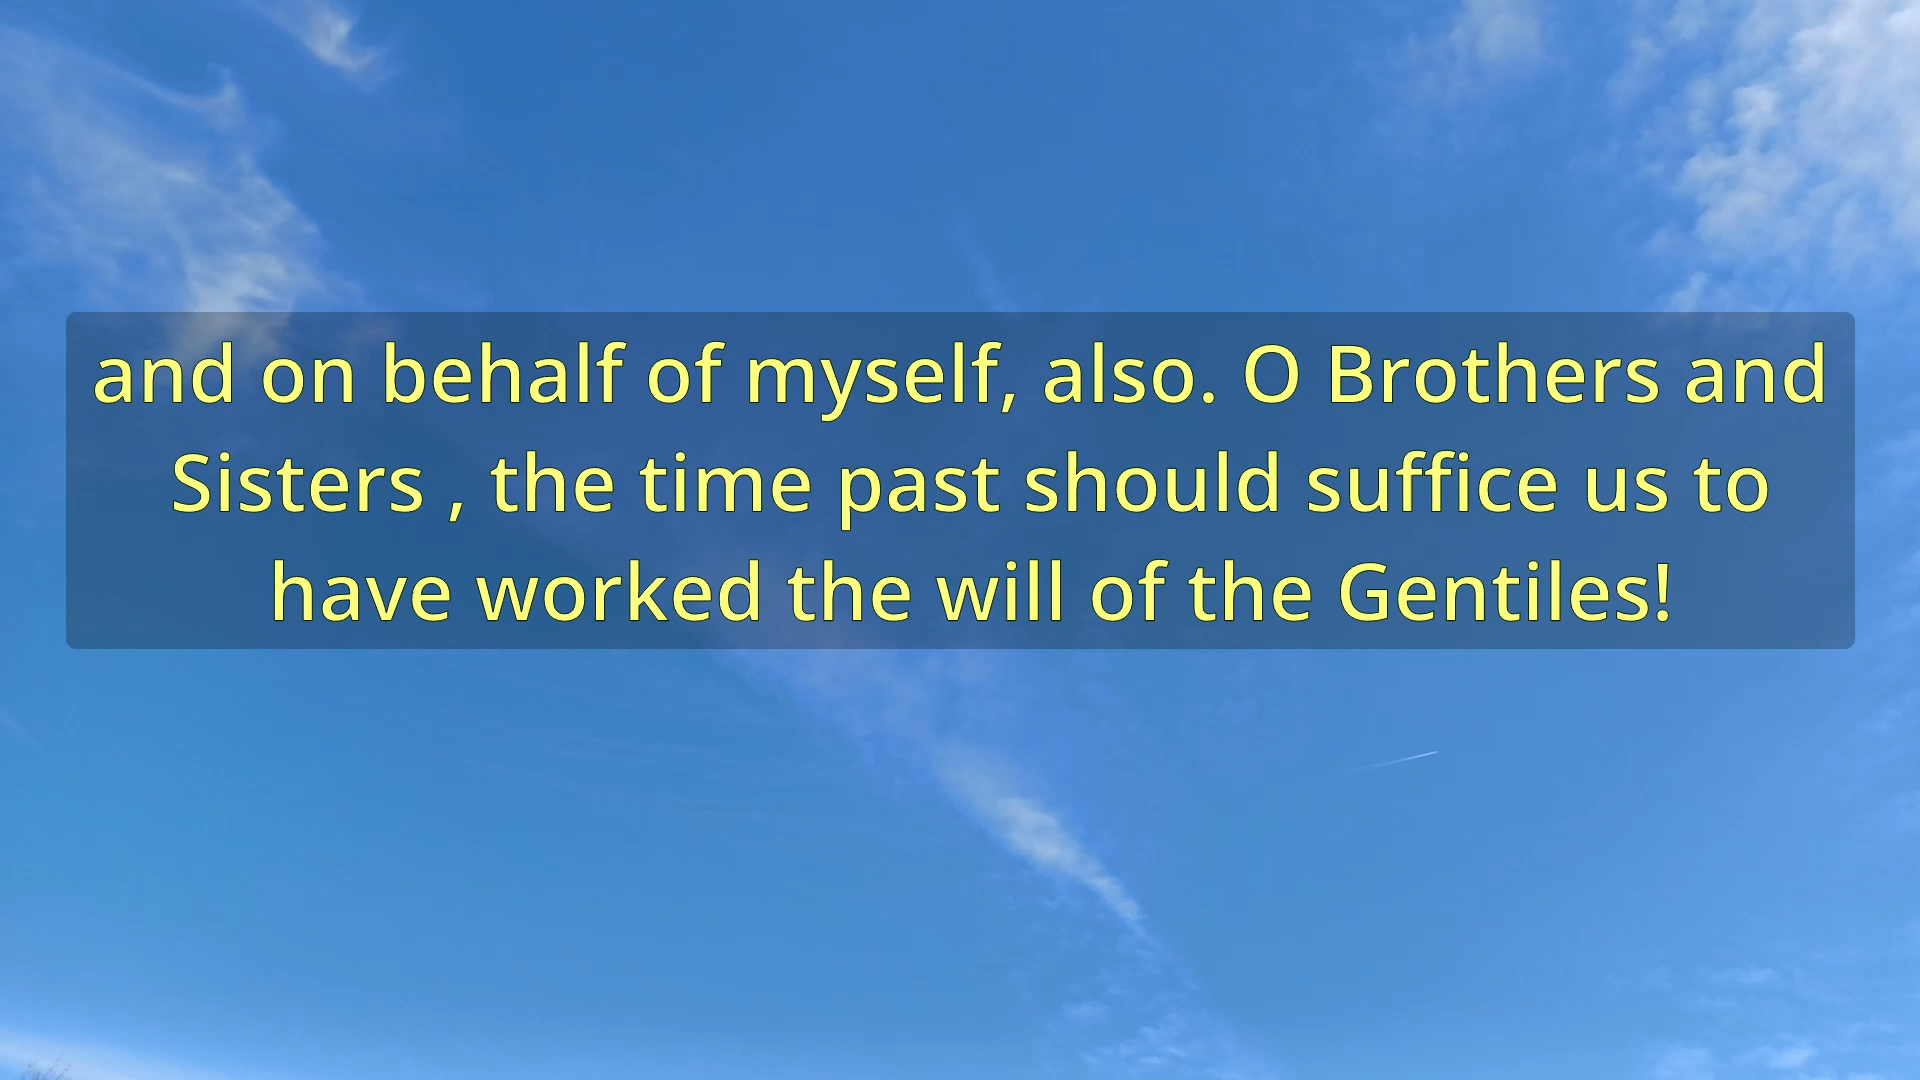 and on behalf of myself, also. O Brothers and
Sisters , the time past should suffice us to
have worked the will of the Gentiles!